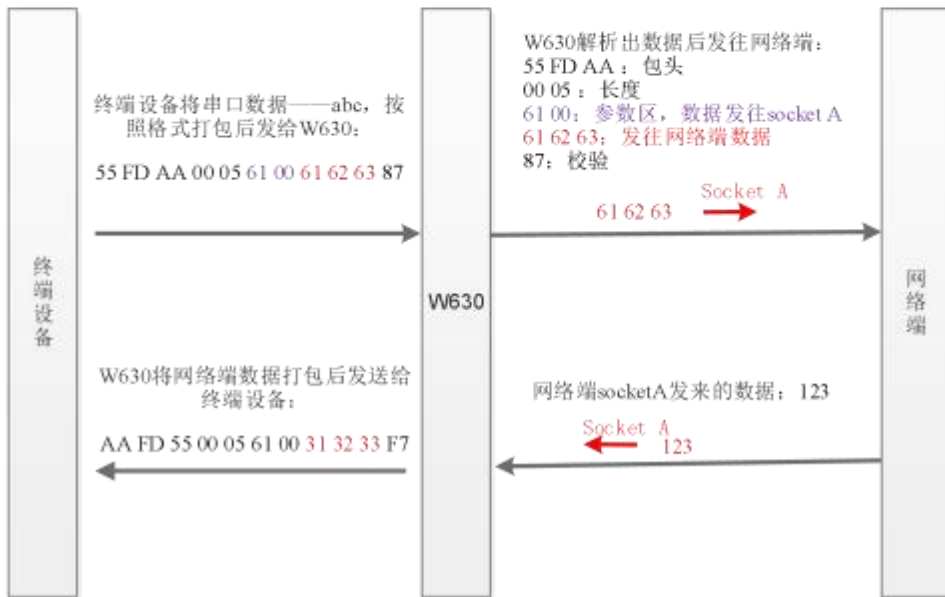 W630解析出数据后发往网络端：
55 FD AA：包头
00 05：长度
61 00：参数区，数据发往socket A
61 62 63；发往网络端数据
87；校验
终端设备将串口数据——abc，按
照格式打包后发给W630：
55 FD AA 00 05 61 00 61 62 63 87
Socket A
61 62 63
终端设备
W630
网络端
W630将网络端数据打包后发送给
终端设备：
AA FD 55 00 05 61 00 31 32 33 F7
网络端socketA发来的数据：123
Socket A
123